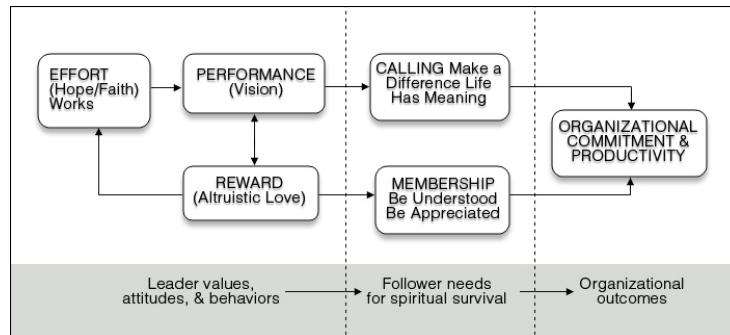 EFFORT
(Hope/Faith)
Works
PERFORMANCE
(Vision)
CALLING Make a
Difference Life
Has Meaning
ORGANIZATIONAL
COMMITMENT &
PRODUCTIVITY
REWARD
(Altruistic Love)
MEMBERSHIP
Be Understood
Be Appreciated
Leader values,
attitudes, & behaviors
Follower needs
for spiritual survival
Organizational
outcomes